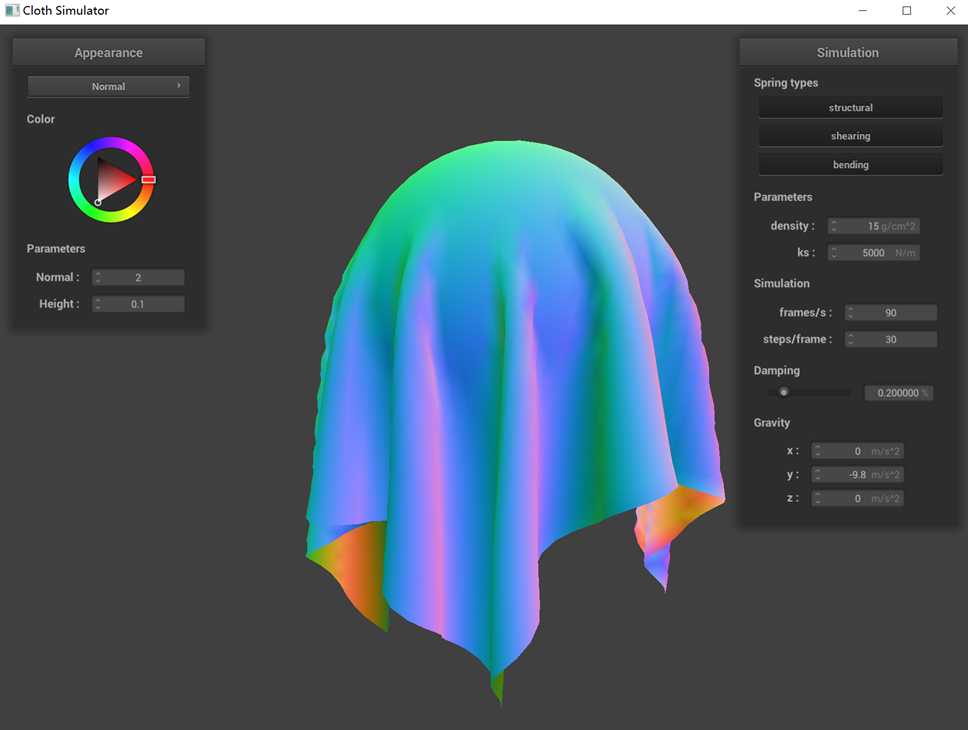 Cloth Simulator
Appearance
Normal
Color
Parameters
Normal : 2
Height : 0.1
Simulation
Spring types
structural
shearing
bending
Parameters
density : 15 g/cm^2
ks : 5000 N/m
Simulation
frames/s : 90
steps/frame : 30
Damping
0.200000 %
Gravity
x : 0 m/s^2
y : -9.8 m/s^2
z : 0 m/s^2